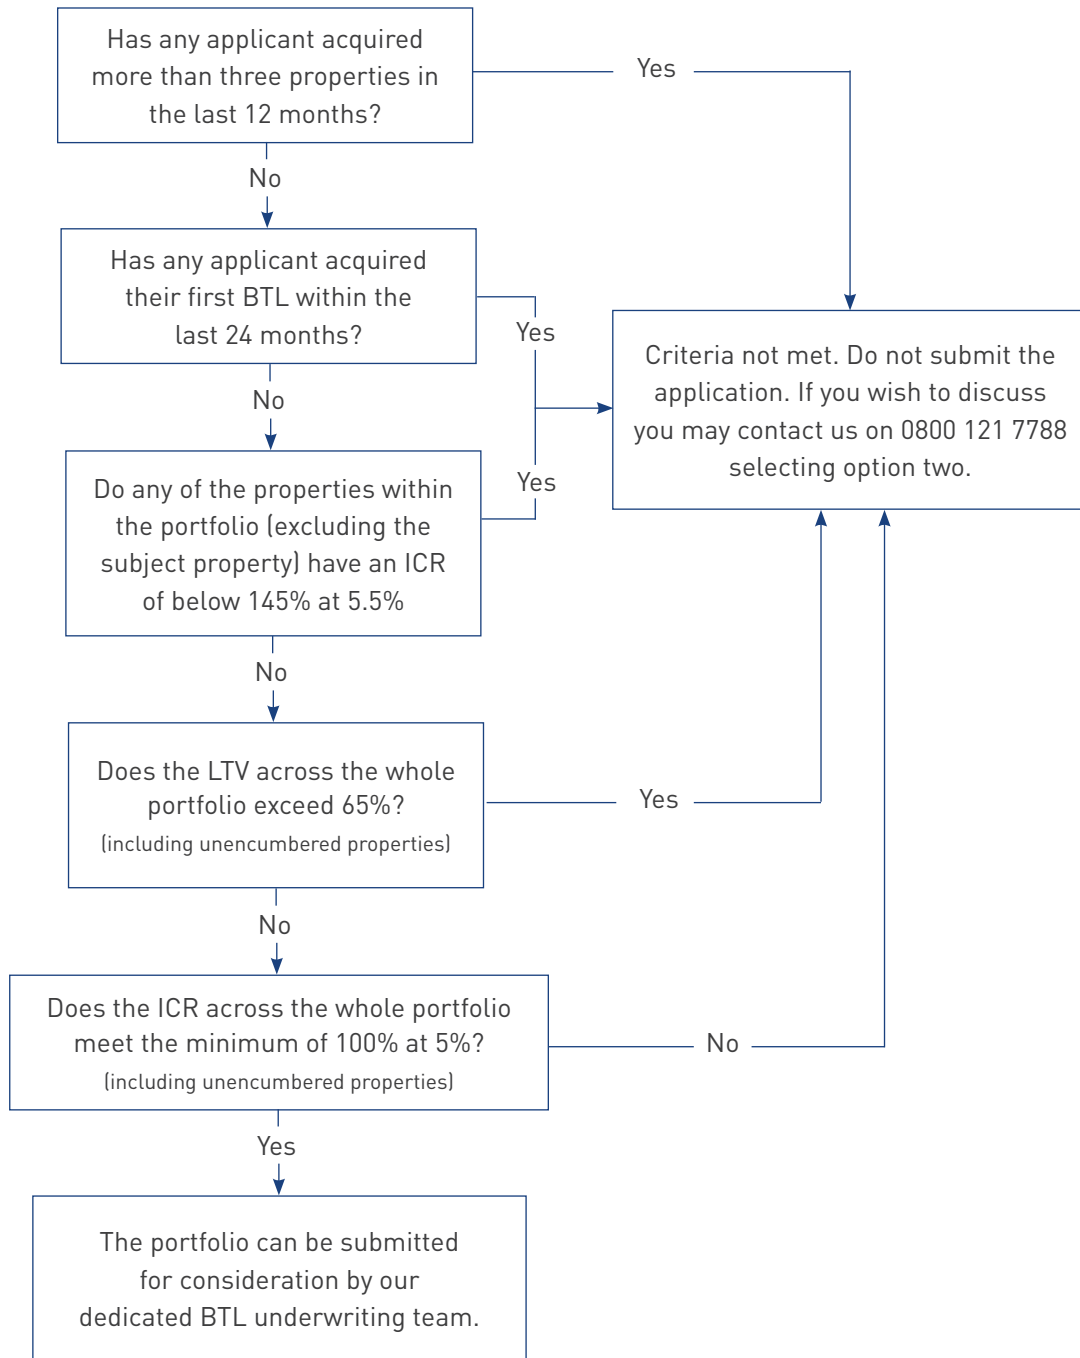 Has any applicant acquired
more than three properties in
the last 12 months?
Yes
No
Has any applicant acquired
their first BTL within the
last 24 months?
Yes
No
Criteria not met. Do not submit the
application. If you wish to discuss
you may contact us on 0800 121 7788
selecting option two.
Do any of the properties within
the portfolio (excluding the
subject property) have an ICR
of below 145% at 5.5%
Yes
No
Does the LTV across the whole
portfolio exceed 65%?
(including unencumbered properties)
Yes
No
Does the ICR across the whole portfolio
meet the minimum of 100% at 5%?
(including unencumbered properties)
No
Yes
The portfolio can be submitted
for consideration by our
dedicated BTL underwriting team.